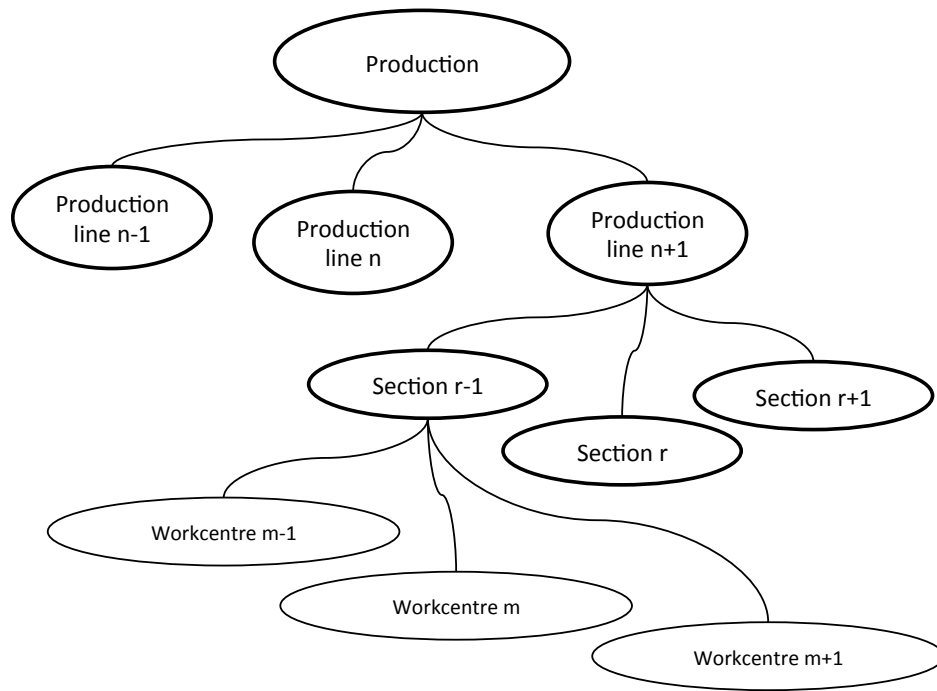 Production
Production
line n-1
Production
line n
Production
line n+1
Section r-1
Section r
Section r+1
Workcentre m-1
Workcentre m
Workcentre m+1